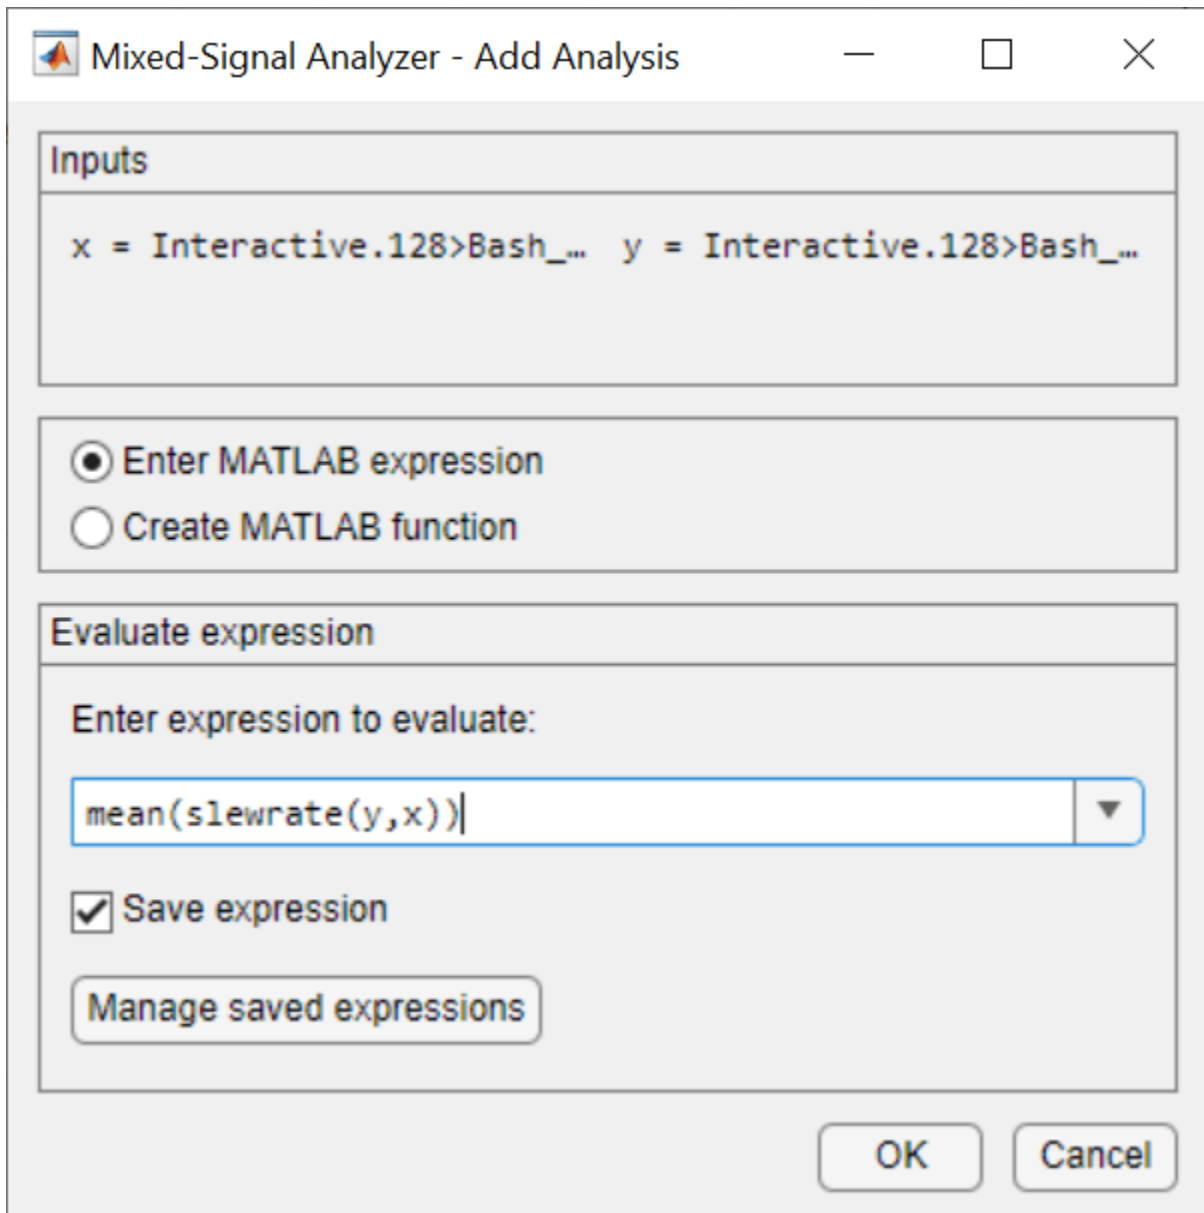 Mixed-Signal Analyzer - Add Analysis
Inputs
x = Interactive.128>Bash_… y = Interactive.128>Bash_…
Enter MATLAB expression
Create MATLAB function
Evaluate expression
Enter expression to evaluate:
mean(slewrate(y,x))
Save expression
Manage saved expressions
OK Cancel